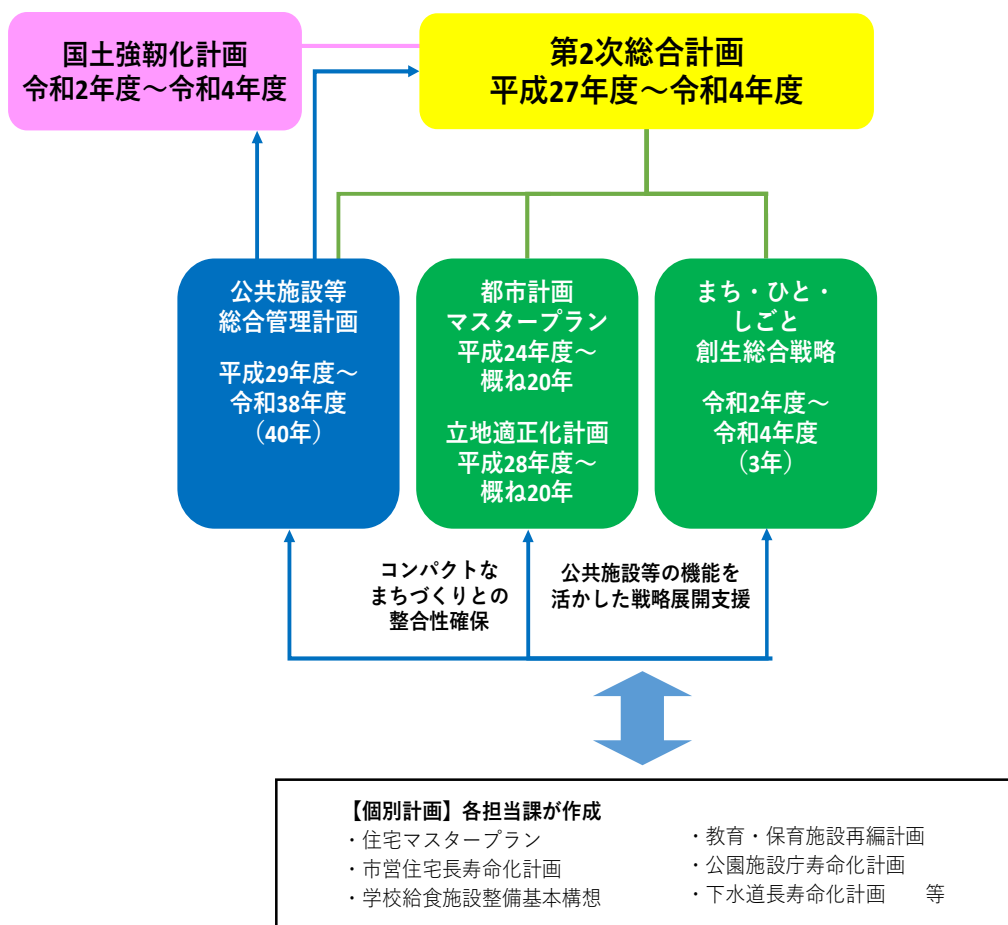 国土強靭化計画
令和2年度～令和4年度
第2次総合計画
平成27年度～令和4年度
公共施設等
総合管理計画
平成29年度～
令和38年度
（40年）
都市計画
マスタープラン
平成24年度～
概ね20年
立地適正化計画
平成28年度～
概ね20年
まち・ひと・
しごと
創生総合戦略
令和2年度～
令和4年度
（3年）
コンパクトな
まちづくりとの
整合性確保
公共施設等の機能を
活かした戦略展開支援
【個別計画】各担当課が作成
・住宅マスタープラン
・市営住宅長寿命化計画
・学校給食施設整備基本構想
・教育・保育施設再編計画
・公園施設庁寿命化計画
・下水道長寿命化計画　　等